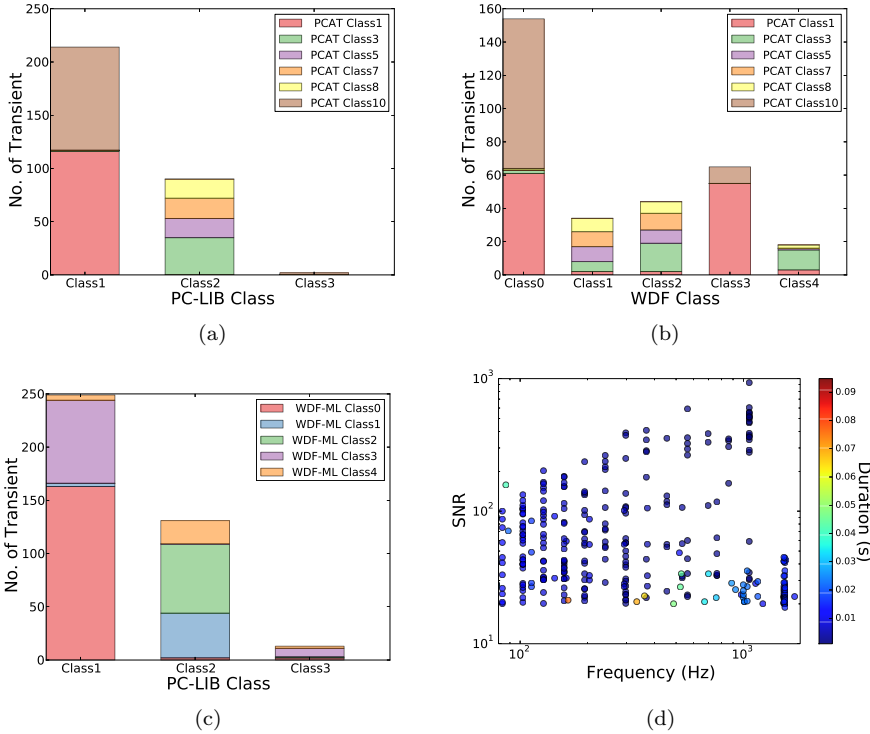 250
200
150
100
50
0
No. of Transient
PCAT Class1
PCAT Class3
PCAT Class5
PCAT Class7
PCAT Class8
PCAT Class10
Class1 Class2 Class3
PC-LIB Class
(a)
160
140
120
100
80
60
40
20
0
No. of Transient
PCAT Class1
PCAT Class3
PCAT Class5
PCAT Class7
PCAT Class8
PCAT Class10
Class0 Class1 Class2 Class3 Class4
WDF Class
(b)
250
200
150
100
50
0
No. of Transient
WDF-ML Class0
WDF-ML Class1
WDF-ML Class2
WDF-ML Class3
WDF-ML Class4
Class1 Class2 Class3
PC-LIB Class
(c)
10³
10²
10¹
SNR
10² 10³
Frequency (Hz)
0.09
0.08
0.07
0.06
0.05
0.04
0.03
0.02
0.01
Duration (s)
(d)